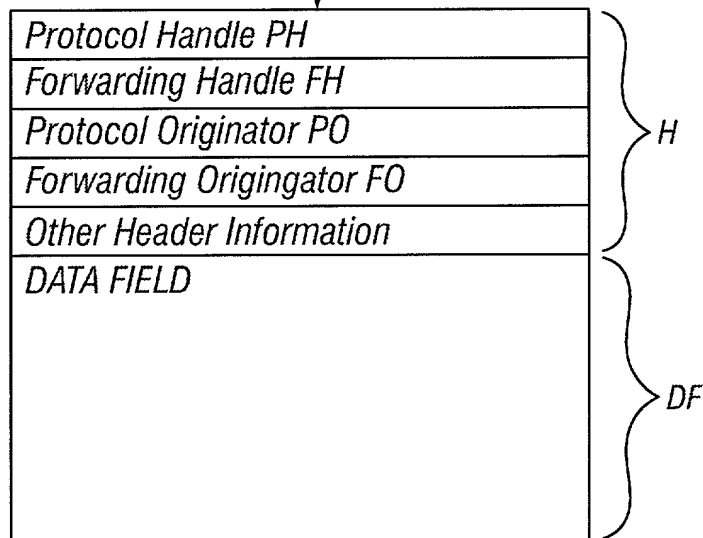 Protocol Handle PH
Forwarding Handle FH
Protocol Originator PO
Forwarding Origingator FO
Other Header Information
H
DATA FIELD
DF